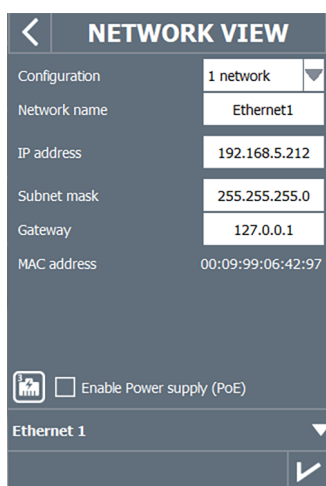 NETWORK VIEW
Configuration 1 network
Network name Ethernet1
IP address 192.168.5.212
Subnet mask 255.255.255.0
Gateway 127.0.0.1
MAC address 00:09:99:06:42:97
3 Enable Power supply (PoE)
Ethernet 1